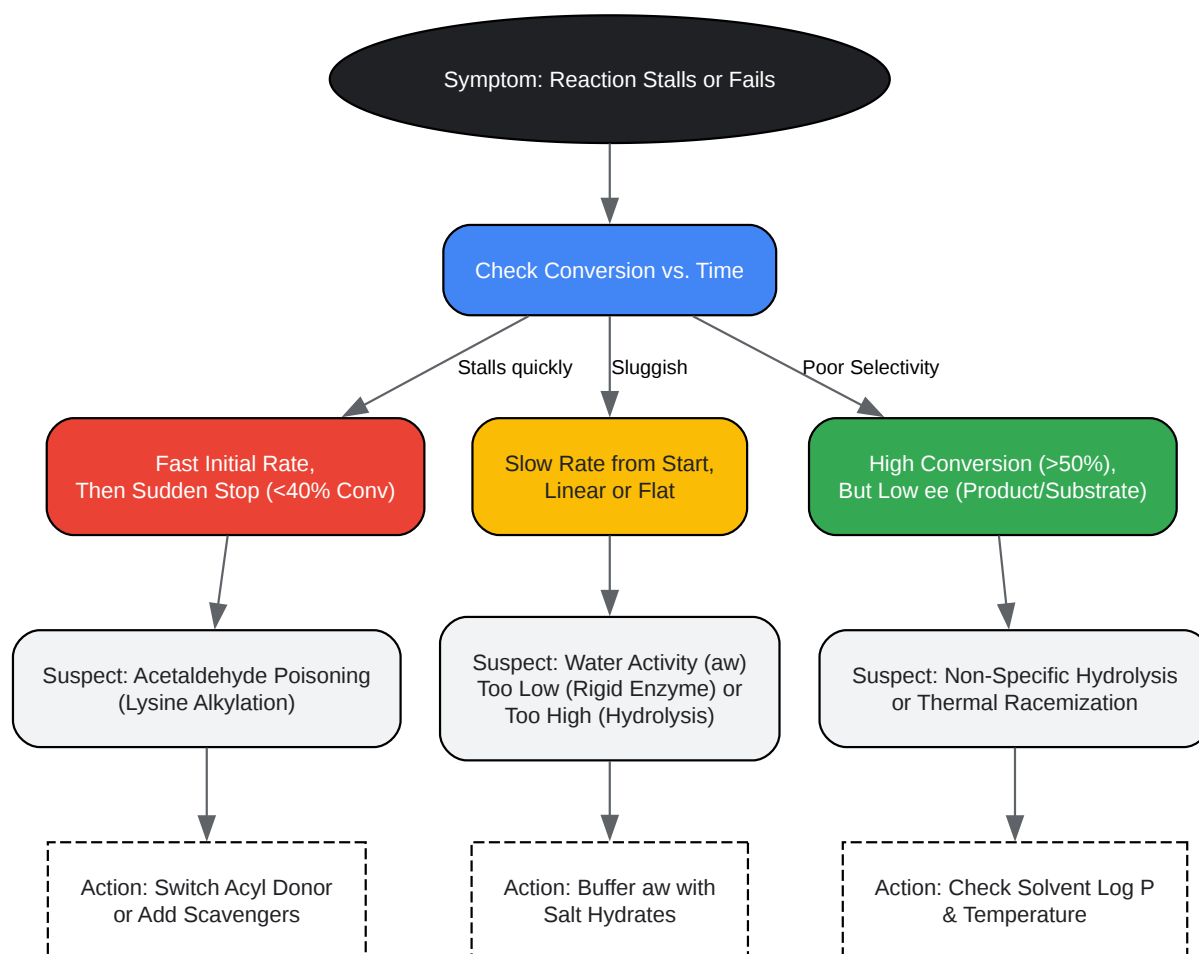 Symptom: Reaction Stalls or Fails
Check Conversion vs. Time
Stalls quickly
Sluggish
Poor Selectivity
Fast Initial Rate,
Then Sudden Stop (<40% Conv)
Slow Rate from Start,
Linear or Flat
High Conversion (>50%),
But Low ee (Product/Substrate)
Suspect: Acetaldehyde Poisoning
(Lysine Alkylation)
Suspect: Water Activity (aw)
Too Low (Rigid Enzyme) or
Too High (Hydrolysis)
Suspect: Non-Specific Hydrolysis
or Thermal Racemization
Action: Switch Acyl Donor
or Add Scavengers
Action: Buffer aw with
Salt Hydrates
Action: Check Solvent Log P
& Temperature